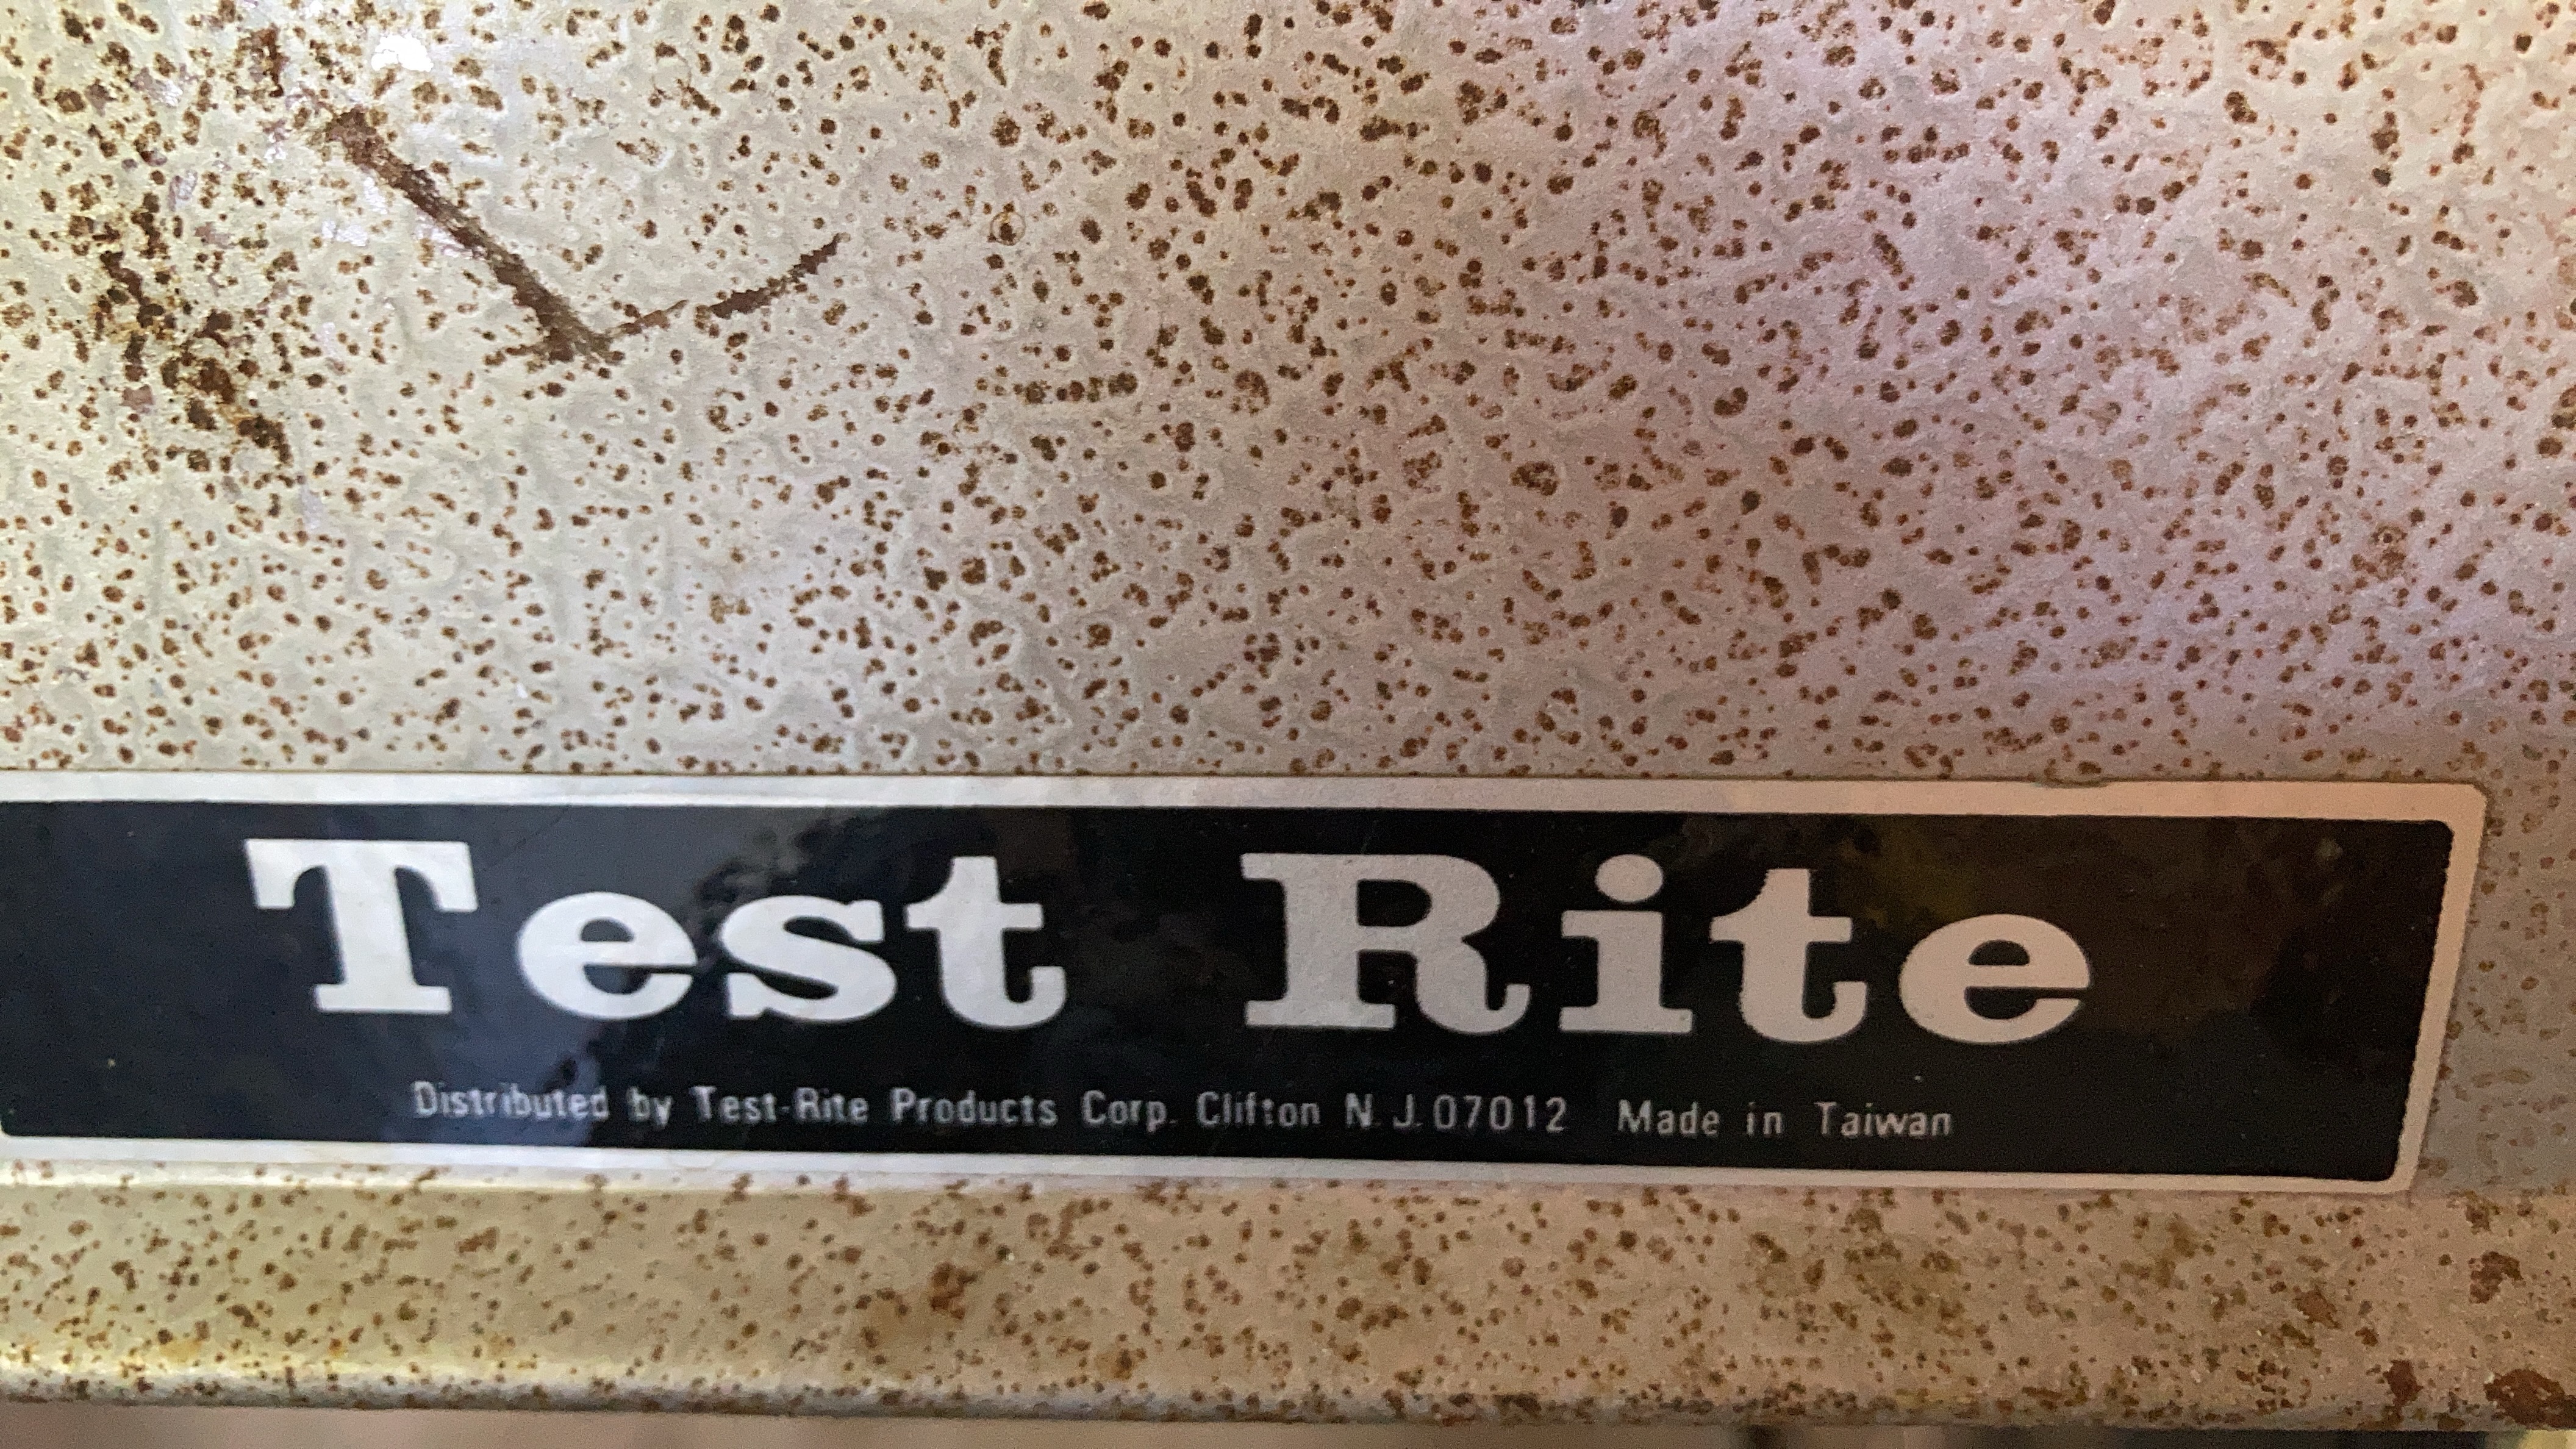 Test Rite
Distributed by Test-Rite Products Corp. Clifton N.J.07012 Made in Taiwan